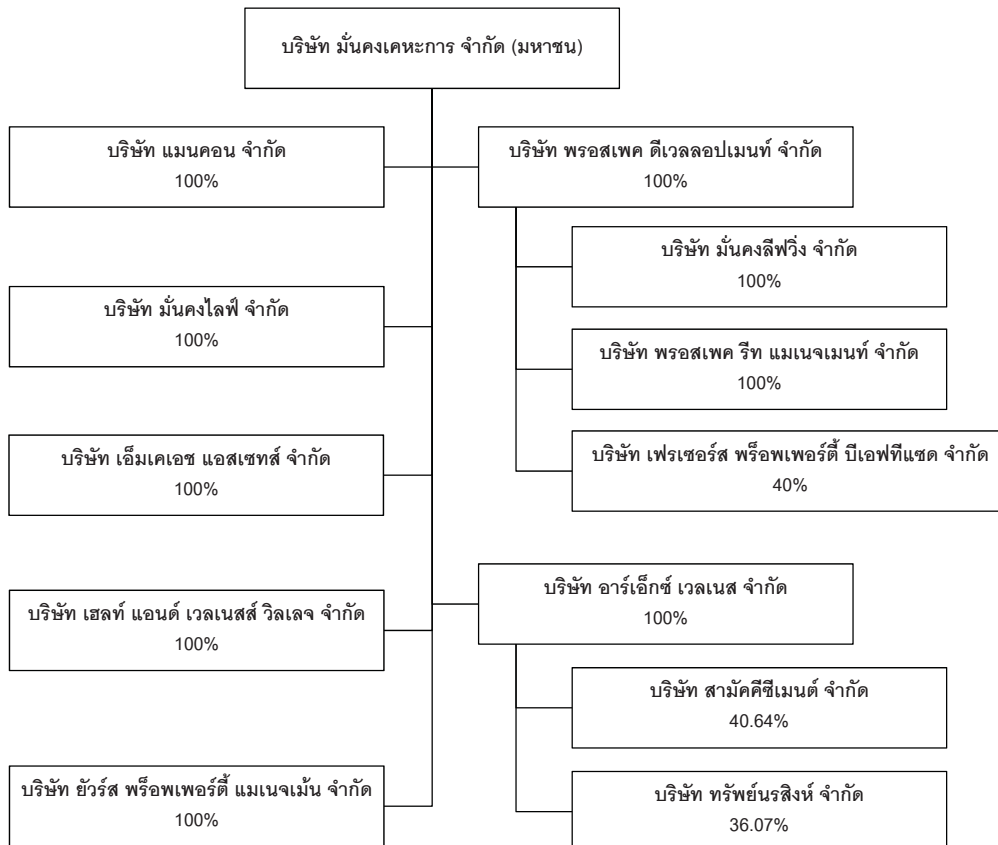 บริษัท มั่นคงเคหะการ จำกัด (มหาชน)
บริษัท แมนคอน จำกัด
100%
บริษัท พรอสเพค ดีเวลลอปเมนท์ จำกัด
100%
บริษัท มั่นคงลีฟวิ่ง จำกัด
100%
บริษัท มั่นคงไลฟ์ จำกัด
100%
บริษัท พรอสเพค รีท แมเนจเมนท์ จำกัด
100%
บริษัท เอ็มเคเอช แอสเซทส์ จำกัด
100%
บริษัท เฟรเซอร์ส พร็อพเพอร์ตี้ บีเอฟทีแซด จำกัด
40%
บริษัท เฮลท์ แอนด์ เวลเนสส์ วิลเลจ จำกัด
100%
บริษัท อาร์เอ็กซ์ เวลเนส จำกัด
100%
บริษัท สามัคคีซีเมนต์ จำกัด
40.64%
บริษัท ยัวร์ส พร็อพเพอร์ตี้ แมเนจเม้น จำกัด
100%
บริษัท ทรัพย์นรสิงห์ จำกัด
36.07%